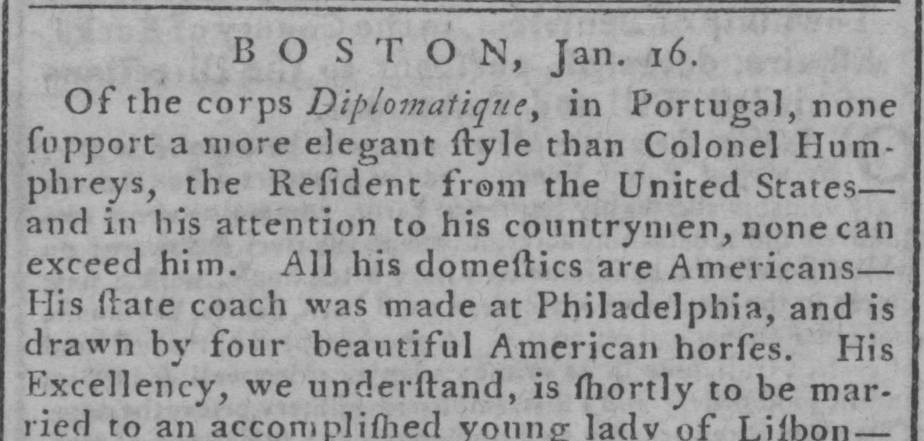 BOSTON, Jan. 16.
Of the corps Diplomatique, in Portugal, none
ſupport a more elegant ſtyle than Colonel Hum-
phreys, the Reſident from the United States—
and in his attention to his countrymen, none can
exceed him. All his domeſtics are Americans—
His ſtate coach was made at Philadelphia, and is
drawn by four beautiful American horſes. His
Excellency, we underſtand, is ſhortly to be mar-
ried to an accompliſhed young lady of Liſbon—